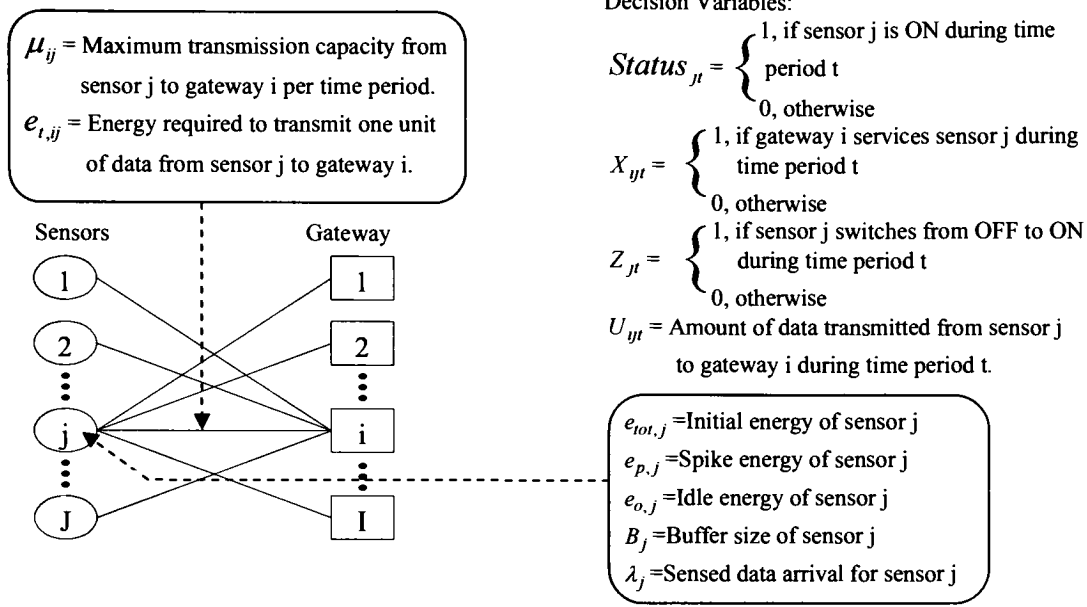 μij = Maximum transmission capacity from
sensor j to gateway i per time period.
et,ij = Energy required to transmit one unit
of data from sensor j to gateway i.
Sensors
Gateway
1
1
2
2
j
i
J
I
Decision Variables:
Statusjt = { 1, if sensor j is ON during time
period t
0, otherwise
Xijt = { 1, if gateway i services sensor j during
time period t
0, otherwise
Zjt = { 1, if sensor j switches from OFF to ON
during time period t
0, otherwise
Uijt = Amount of data transmitted from sensor j
to gateway i during time period t.
etot,j =Initial energy of sensor j
ep,j =Spike energy of sensor j
eo,j =Idle energy of sensor j
Bj =Buffer size of sensor j
λj =Sensed data arrival for sensor j